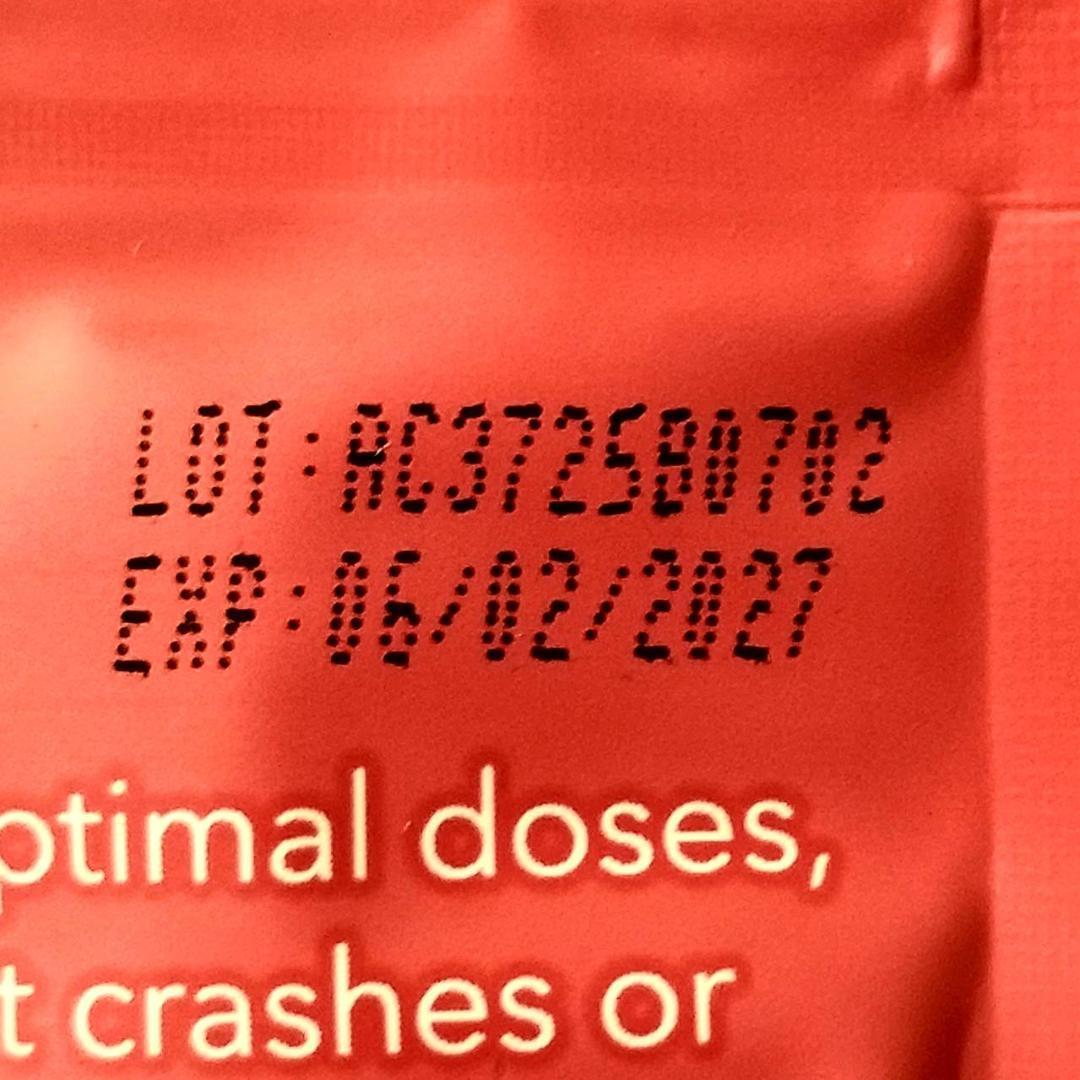 LOT:AC3725B0702
EXP:06/02/2027
ptimal doses,
t crashes or